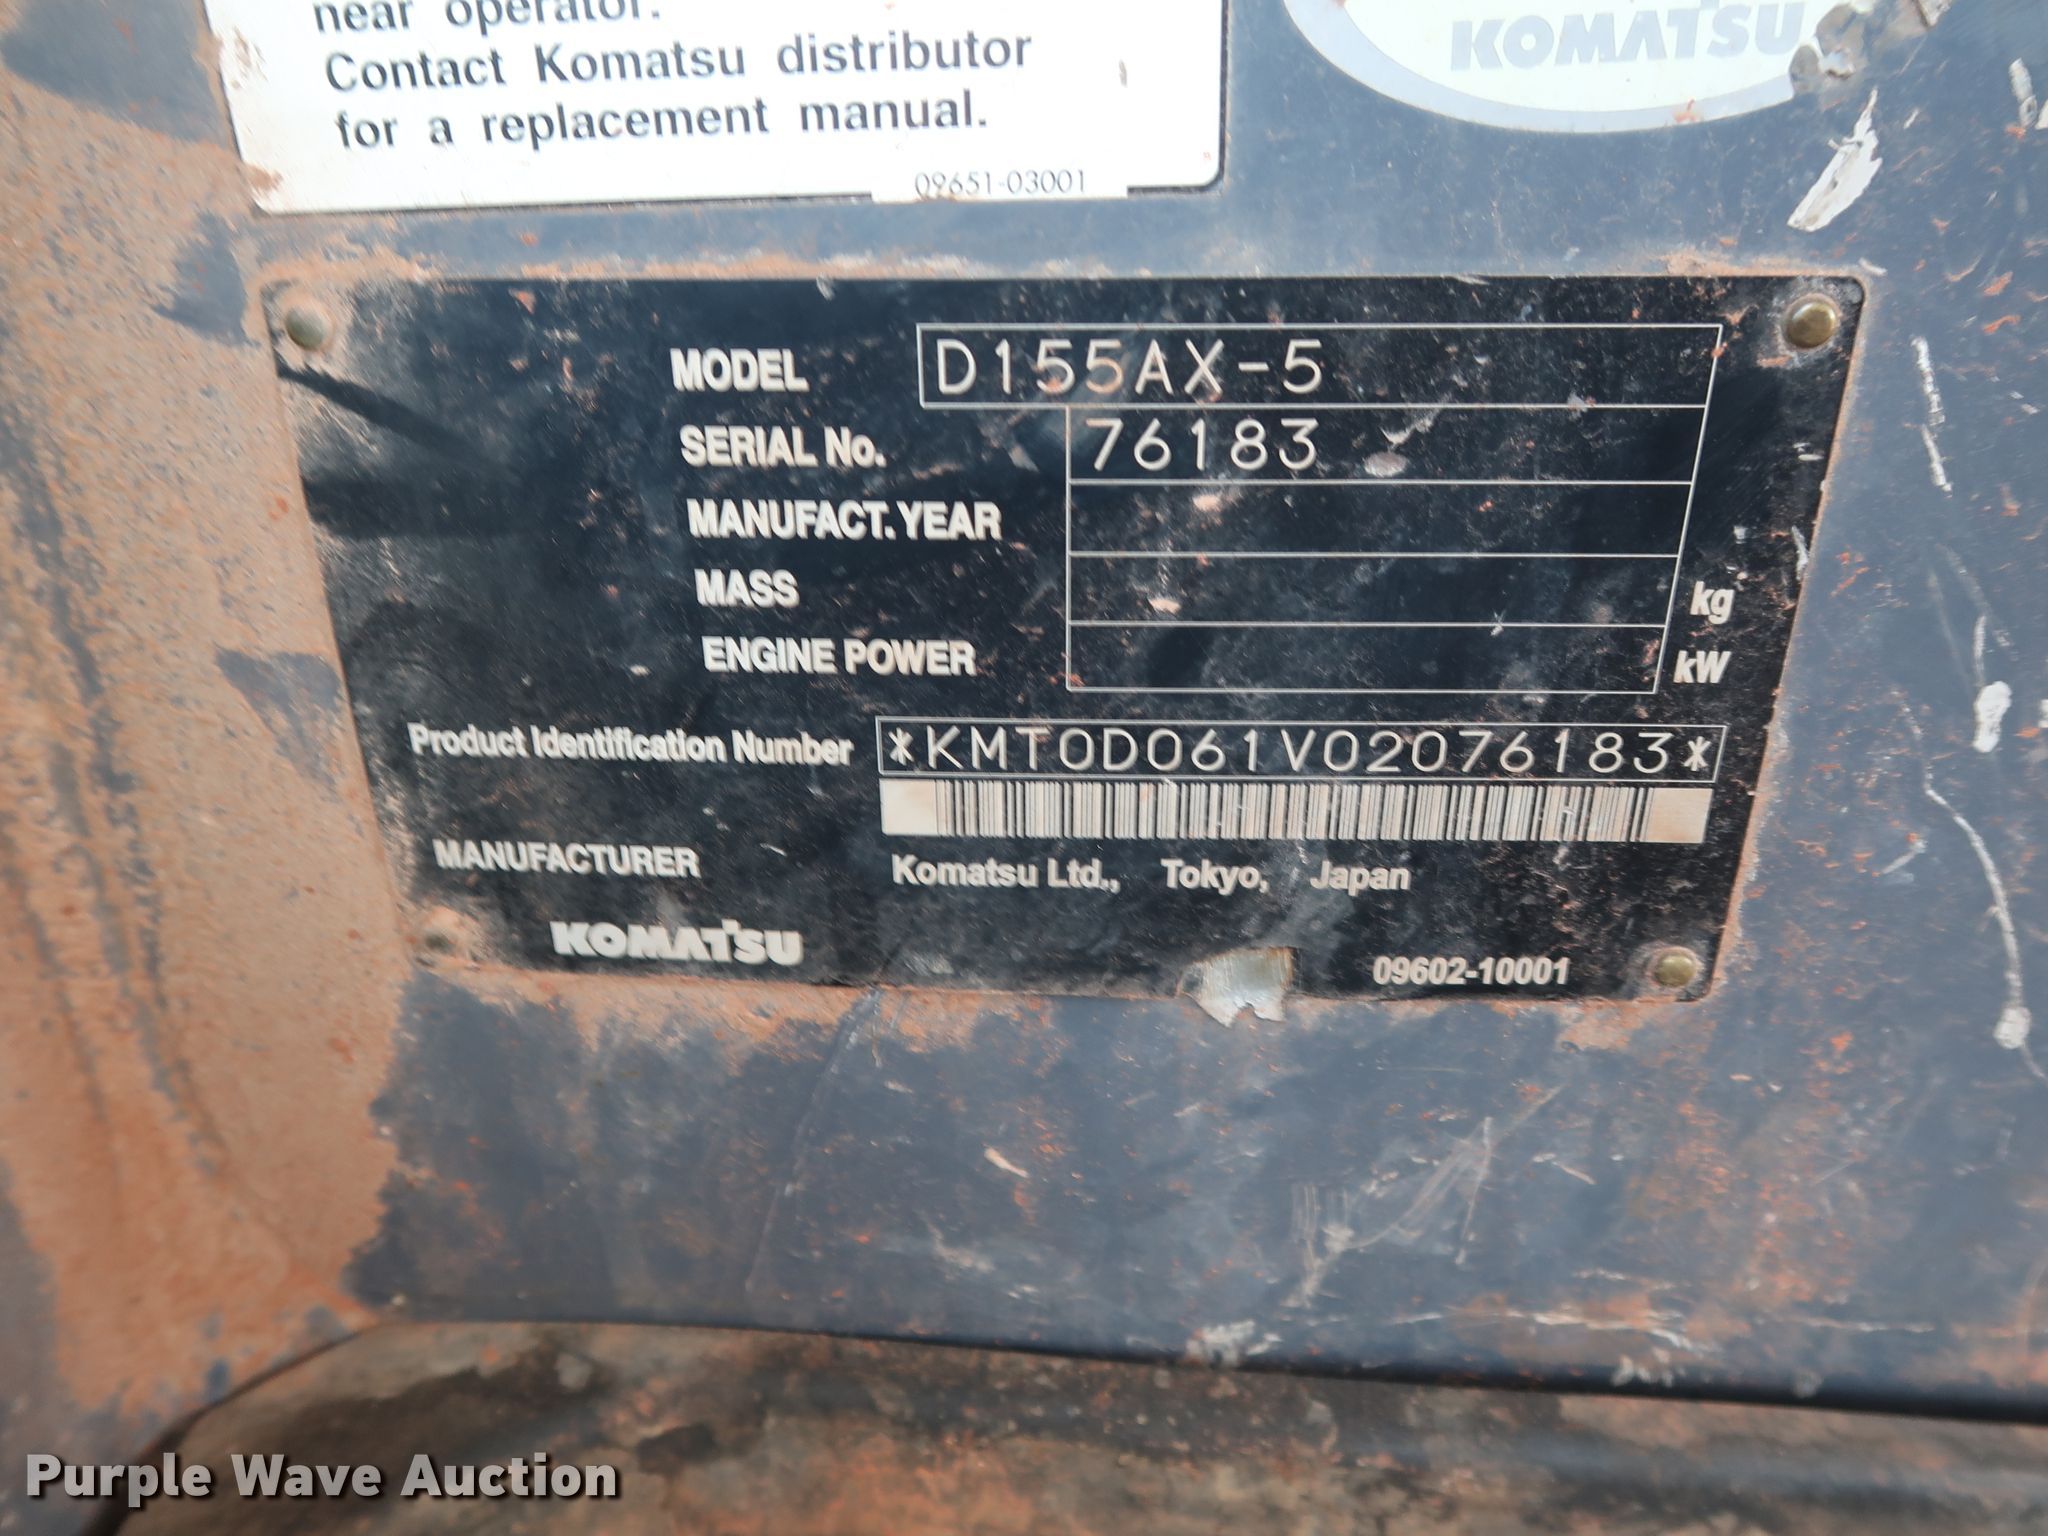 near operator.
Contact Komatsu distributor
for a replacement manual.
09651-03001
KOMATSU
MODEL D155AX-5
SERIAL No. 76183
MANUFACT. YEAR
MASS kg
ENGINE POWER kW
Product Identification Number *KMT0D061V02076183*
MANUFACTURER Komatsu Ltd., Tokyo, Japan
KOMATSU
09602-10001
Purple Wave Auction